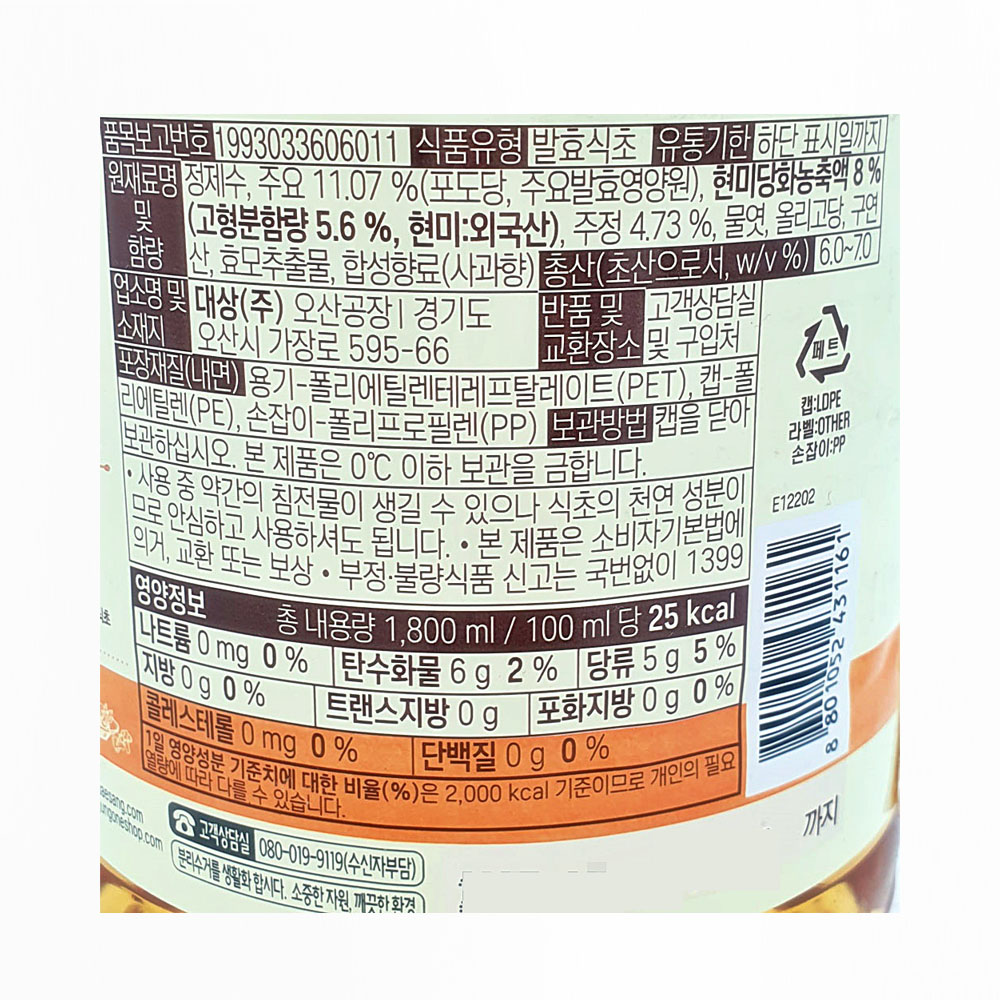 품목보고번호 1993033606011 식품유형 발효식초 유통기한 하단 표시일까지
원재료명 정제수, 주요 11.07 %(포도당, 주요발효영양원), 현미당화농축액 8 %
및 (고형분함량 5.6 %, 현미:외국산), 주정 4.73 %, 물엿, 올리고당, 구연
함량 산, 효모추출물, 합성향료(사과향) 총산(초산으로서, w/v %) 6.0~7.0
업소명 및 대상(주) 오산공장 | 경기도 반품 및 고객상담실
소재지 오산시 가장로 595-66 교환장소 및 구입처
포장재질(내면) 용기-폴리에틸렌테레프탈레이트(PET), 캡-폴
리에틸렌(PE), 손잡이-폴리프로필렌(PP) 보관방법 캡을 닫아
보관하십시오. 본 제품은 0℃ 이하 보관을 금합니다.
• 사용 중 약간의 침전물이 생길 수 있으나 식초의 천연 성분이
므로 안심하고 사용하셔도 됩니다. • 본 제품은 소비자기본법에
의거, 교환 또는 보상 • 부정·불량식품 신고는 국번없이 1399
페트
캡:LDPE
라벨:OTHER
손잡이:PP
E12202
8 801052 431161
영양정보 총 내용량 1,800 ml / 100 ml 당 25 kcal
나트륨 0 mg 0 % 탄수화물 6 g 2 % 당류 5 g 5 %
지방 0 g 0 % 트랜스지방 0 g 포화지방 0 g 0 %
콜레스테롤 0 mg 0 % 단백질 0 g 0 %
1일 영양성분 기준치에 대한 비율(%)은 2,000 kcal 기준이므로 개인의 필요
열량에 따라 다를 수 있습니다.
까지
고객상담실 080-019-9119(수신자부담)
분리수거를 생활화 합시다. 소중한 자원, 깨끗한 환경